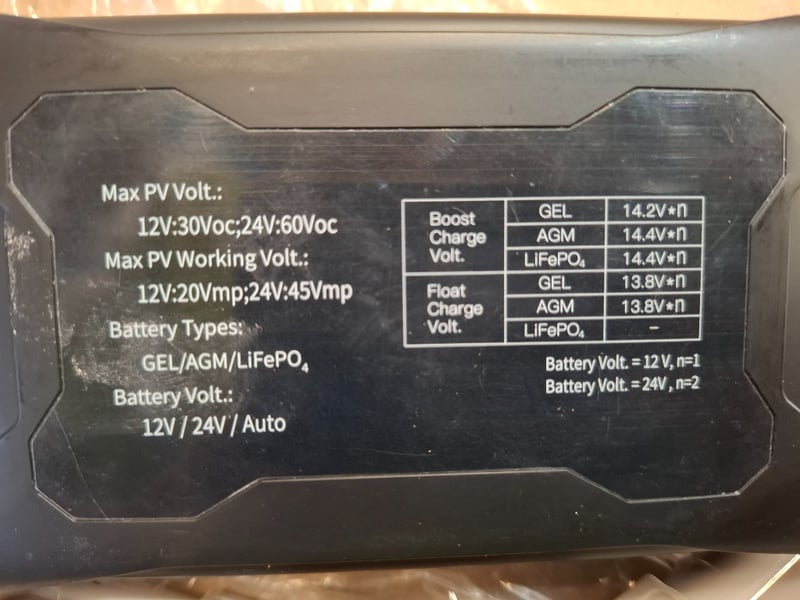 Max PV Volt.:
12V:30Voc;24V:60Voc
Max PV Working Volt.:
12V:20Vmp;24V:45Vmp
Battery Types:
GEL/AGM/LiFePO₄
Battery Volt.:
12V / 24V / Auto
Boost Charge Volt.
GEL 14.2V*n
AGM 14.4V*n
LiFePO₄ 14.4V*n
Float Charge Volt.
GEL 13.8V*n
AGM 13.8V*n
LiFePO₄ –
Battery Volt. = 12 V, n=1
Battery Volt. = 24V , n=2